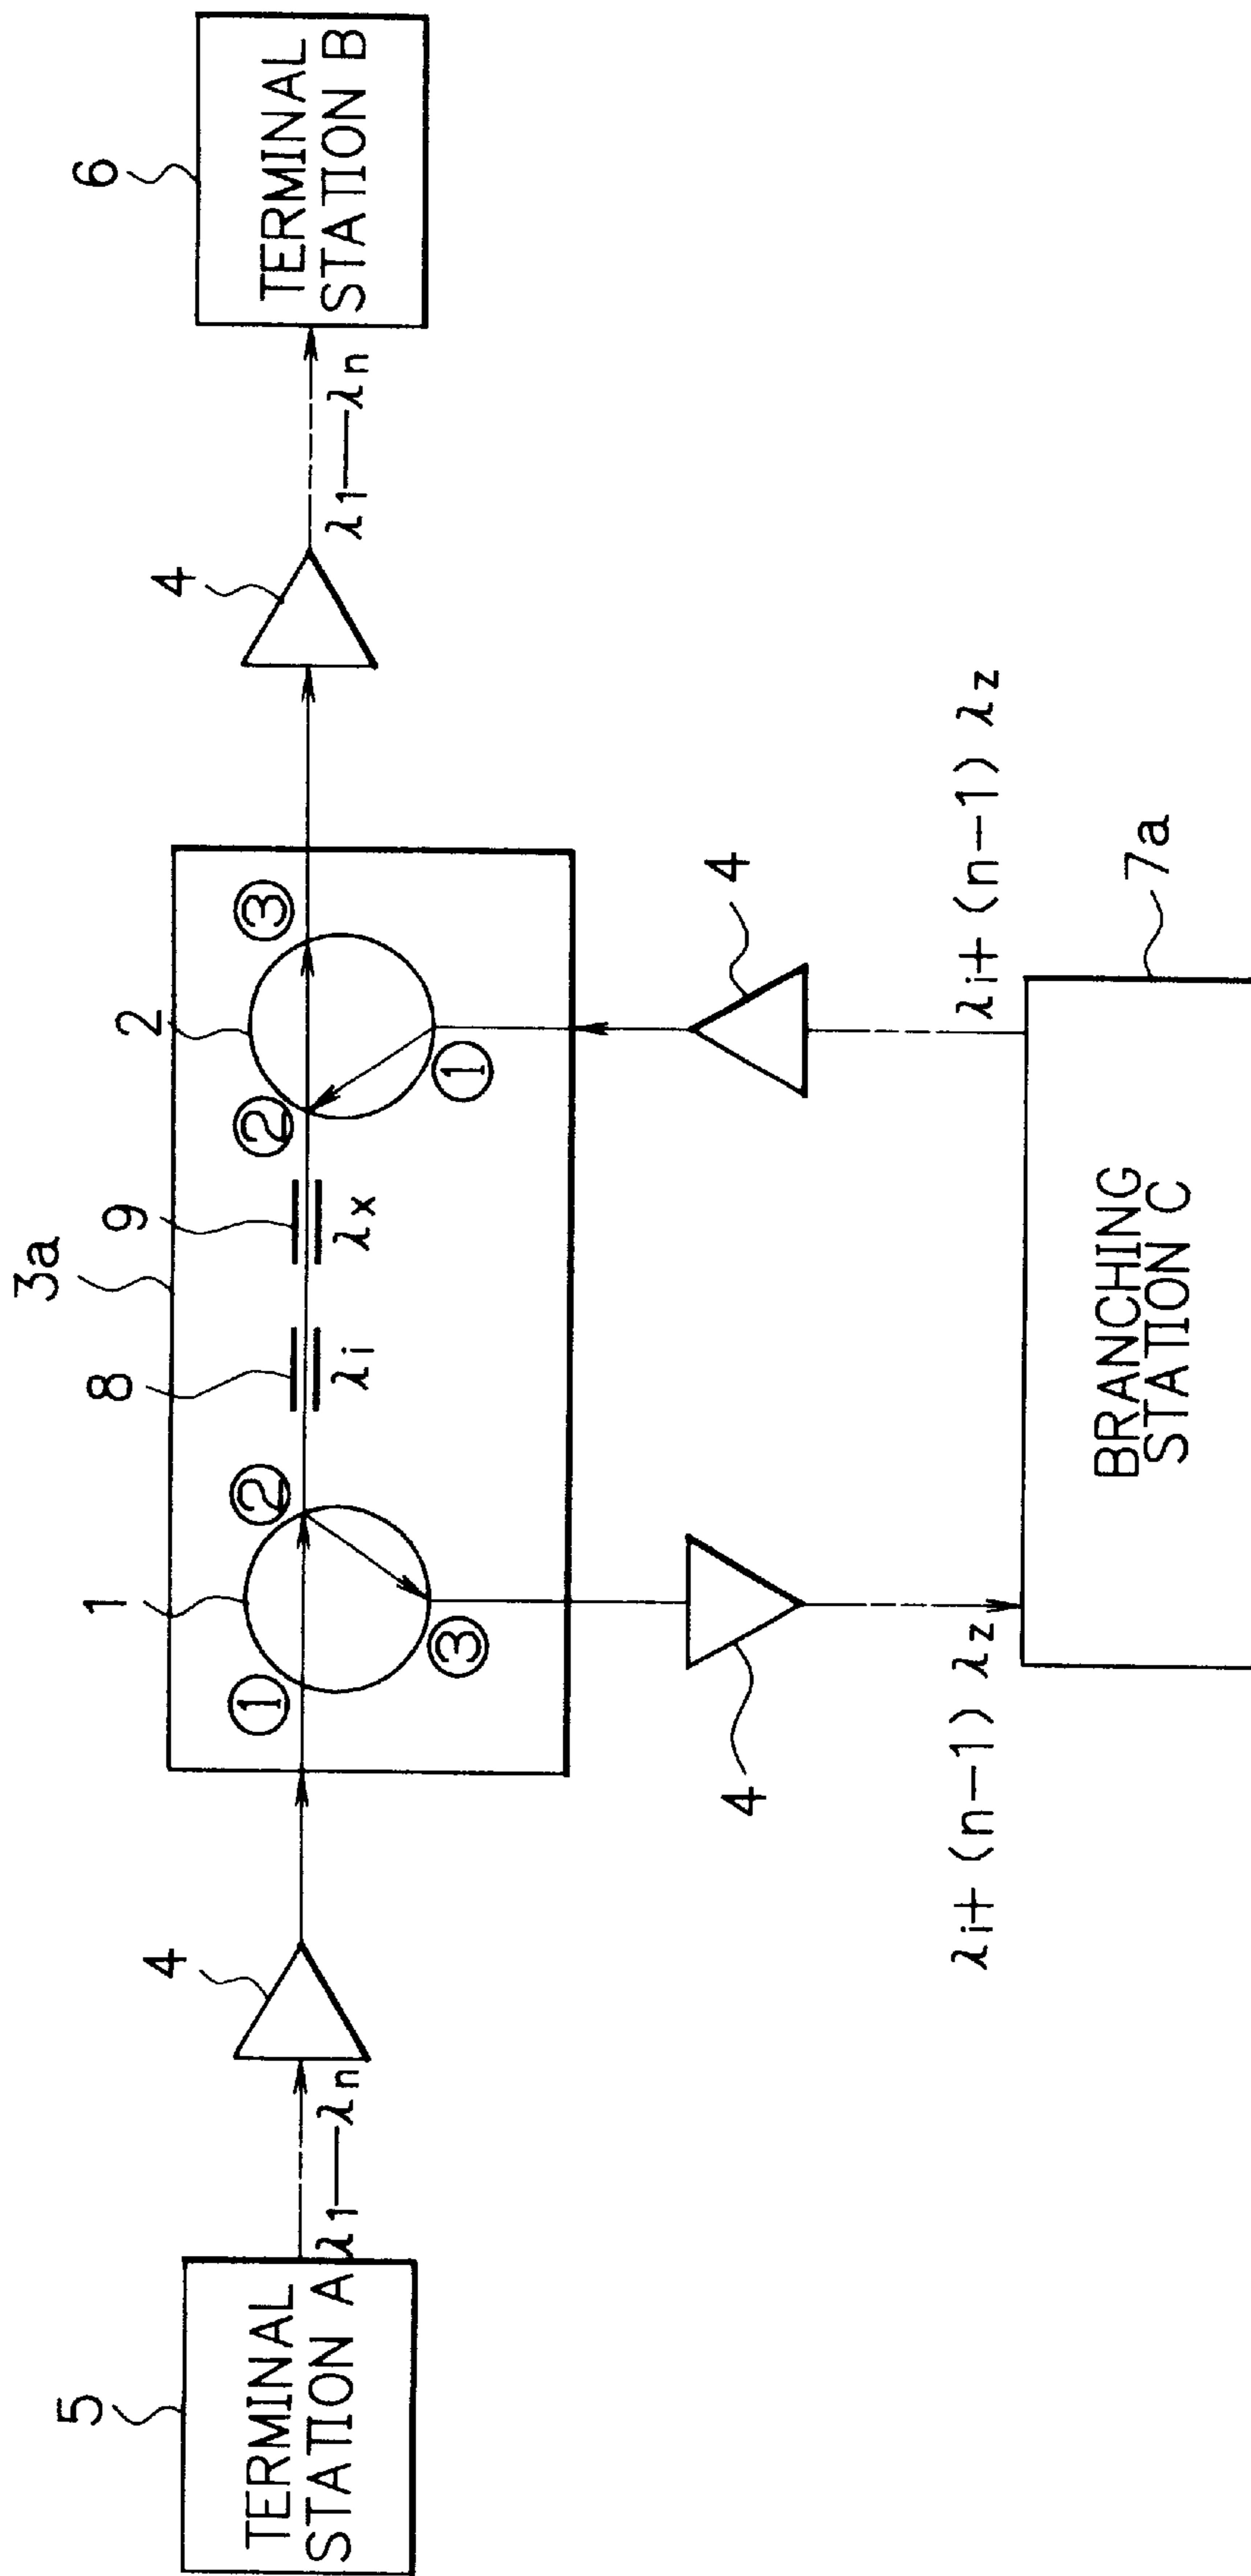 5
TERMINAL
STATION A
λ1—λn
4
3a
1
①
②
③
8
λi
9
λx
2
②
③
①
4
λ1—λn
6
TERMINAL
STATION B
4
λi+(n−1)λz
4
λi+(n−1)λz
7a
BRANCHING
STATION C